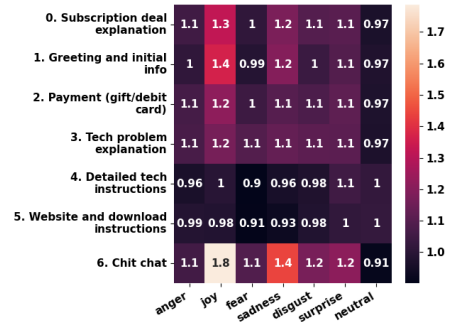 0. Subscription deal
explanation
1.1 1.3 1 1.2 1.1 1.1 0.97
1. Greeting and initial
info
1 1.4 0.99 1.2 1 1.1 0.97
2. Payment (gift/debit
card)
1.1 1.2 1 1.1 1.1 1.1 0.97
3. Tech problem
explanation
1.1 1.2 1.1 1.1 1.1 1.1 0.97
4. Detailed tech
instructions
0.96 1 0.9 0.96 0.98 1.1 1
5. Website and download
instructions
0.99 0.98 0.91 0.93 0.98 1 1
6. Chit chat
1.1 1.8 1.1 1.4 1.2 1.2 0.91
anger joy fear sadness disgust surprise neutral
1.7
1.6
1.5
1.4
1.3
1.2
1.1
1.0